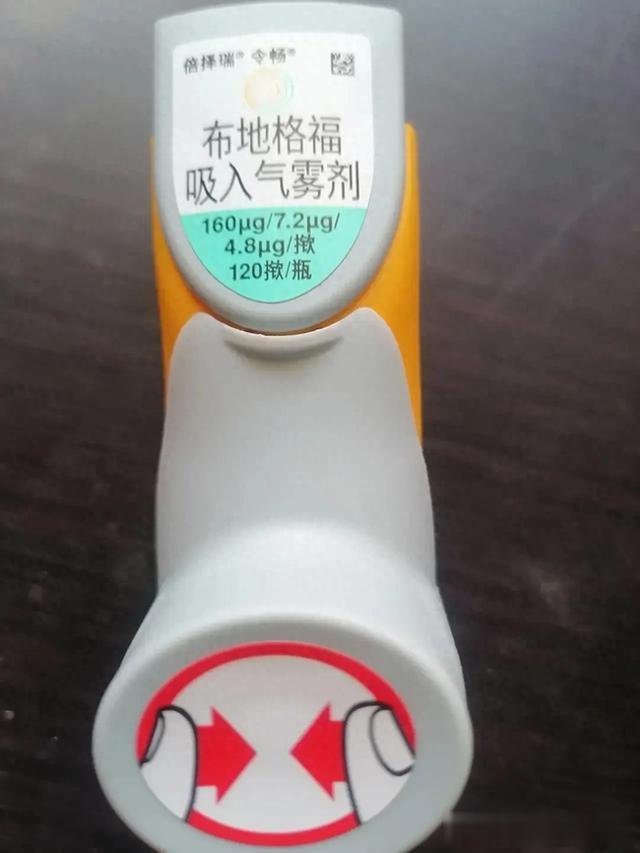 倍择瑞® 令畅®
布地格福
吸入气雾剂
160μg/7.2μg/
4.8μg/揿
120揿/瓶